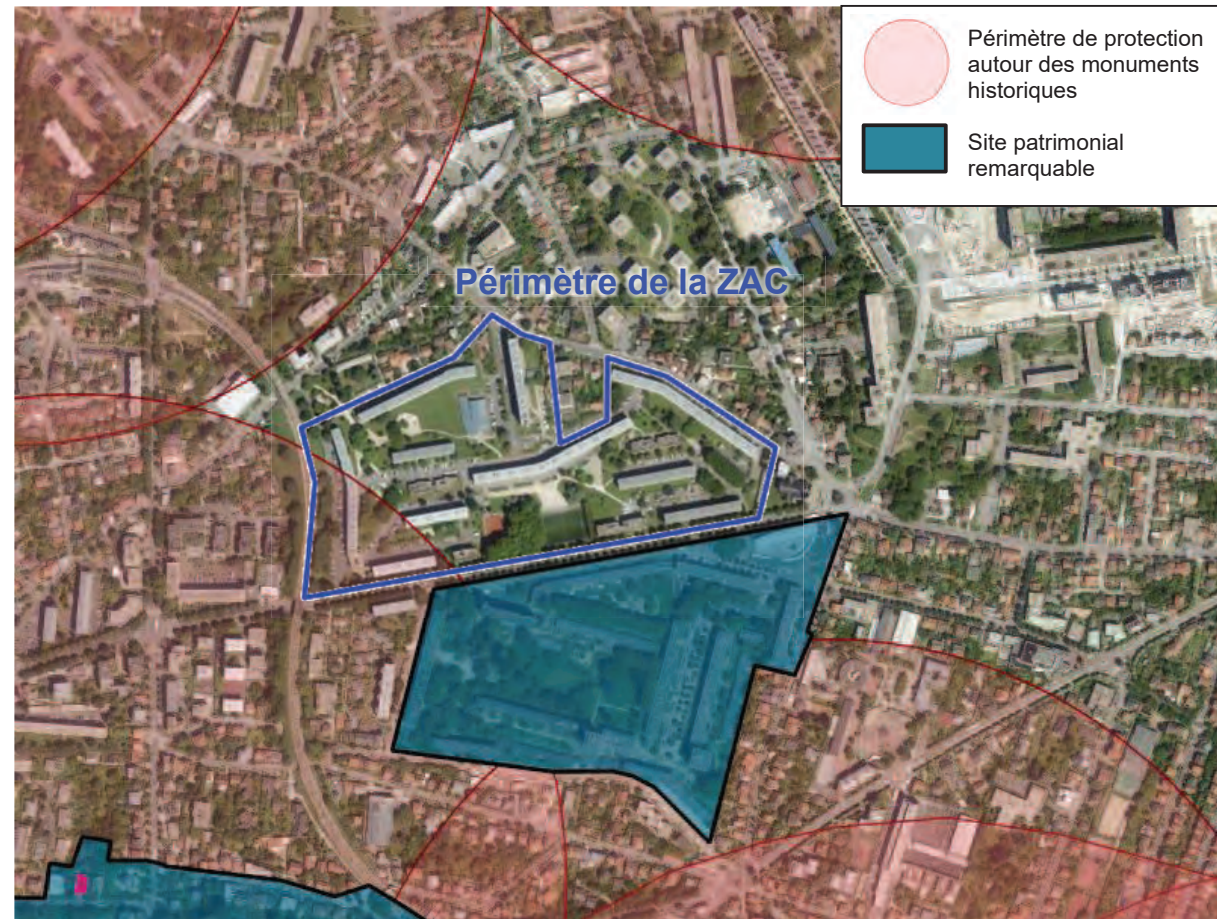 Périmètre de protection
autour des monuments
historiques
Site patrimonial
remarquable
Périmètre de la ZAC